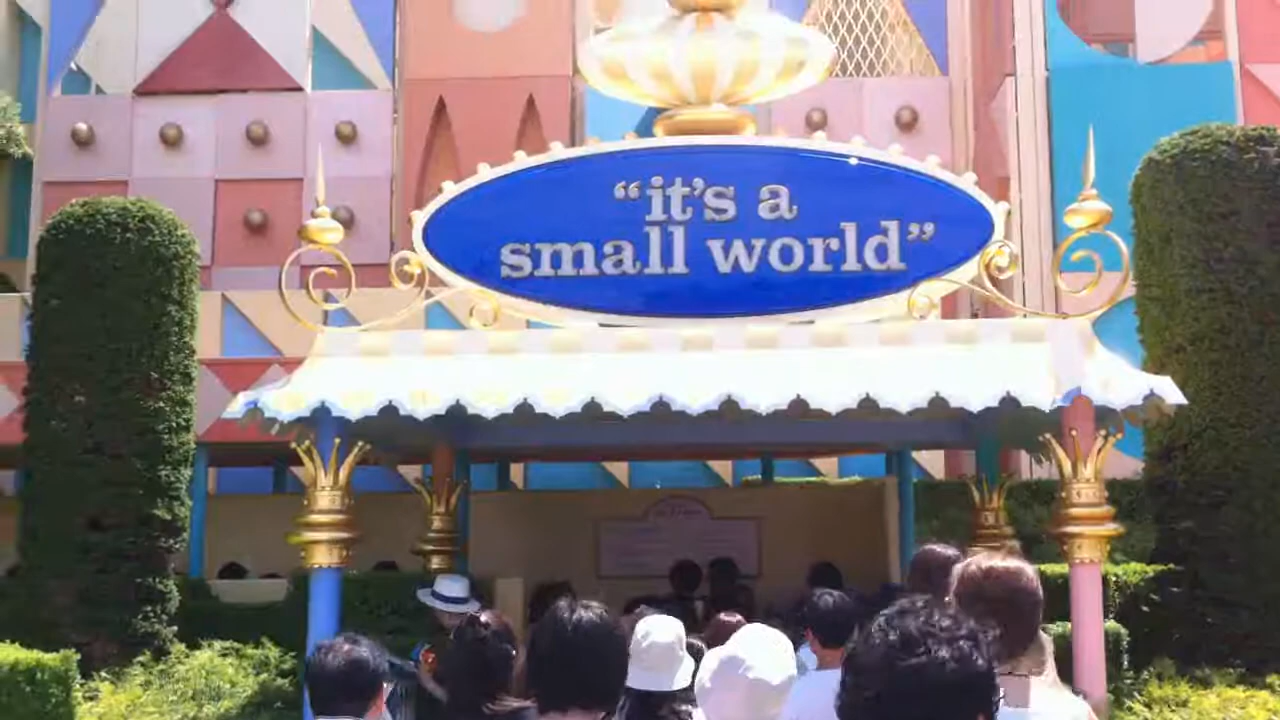 “it’s a
small world”